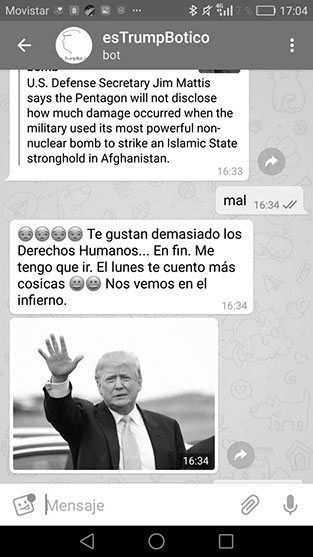 Movistar 4G 7 % 17:04
esTrumpBotico
bot
U.S. Defense Secretary Jim Mattis
says the Pentagon will not disclose
how much damage occurred when the
military used its most powerful non-
nuclear bomb to strike an Islamic State
stronghold in Afghanistan.
16:33
mal 16:34
Te gustan demasiado los
Derechos Humanos... En fin. Me
tengo que ir. El lunes te cuento más
cosicas 😀😀 Nos vemos en el
infierno.
16:34
16:34
Mensaje